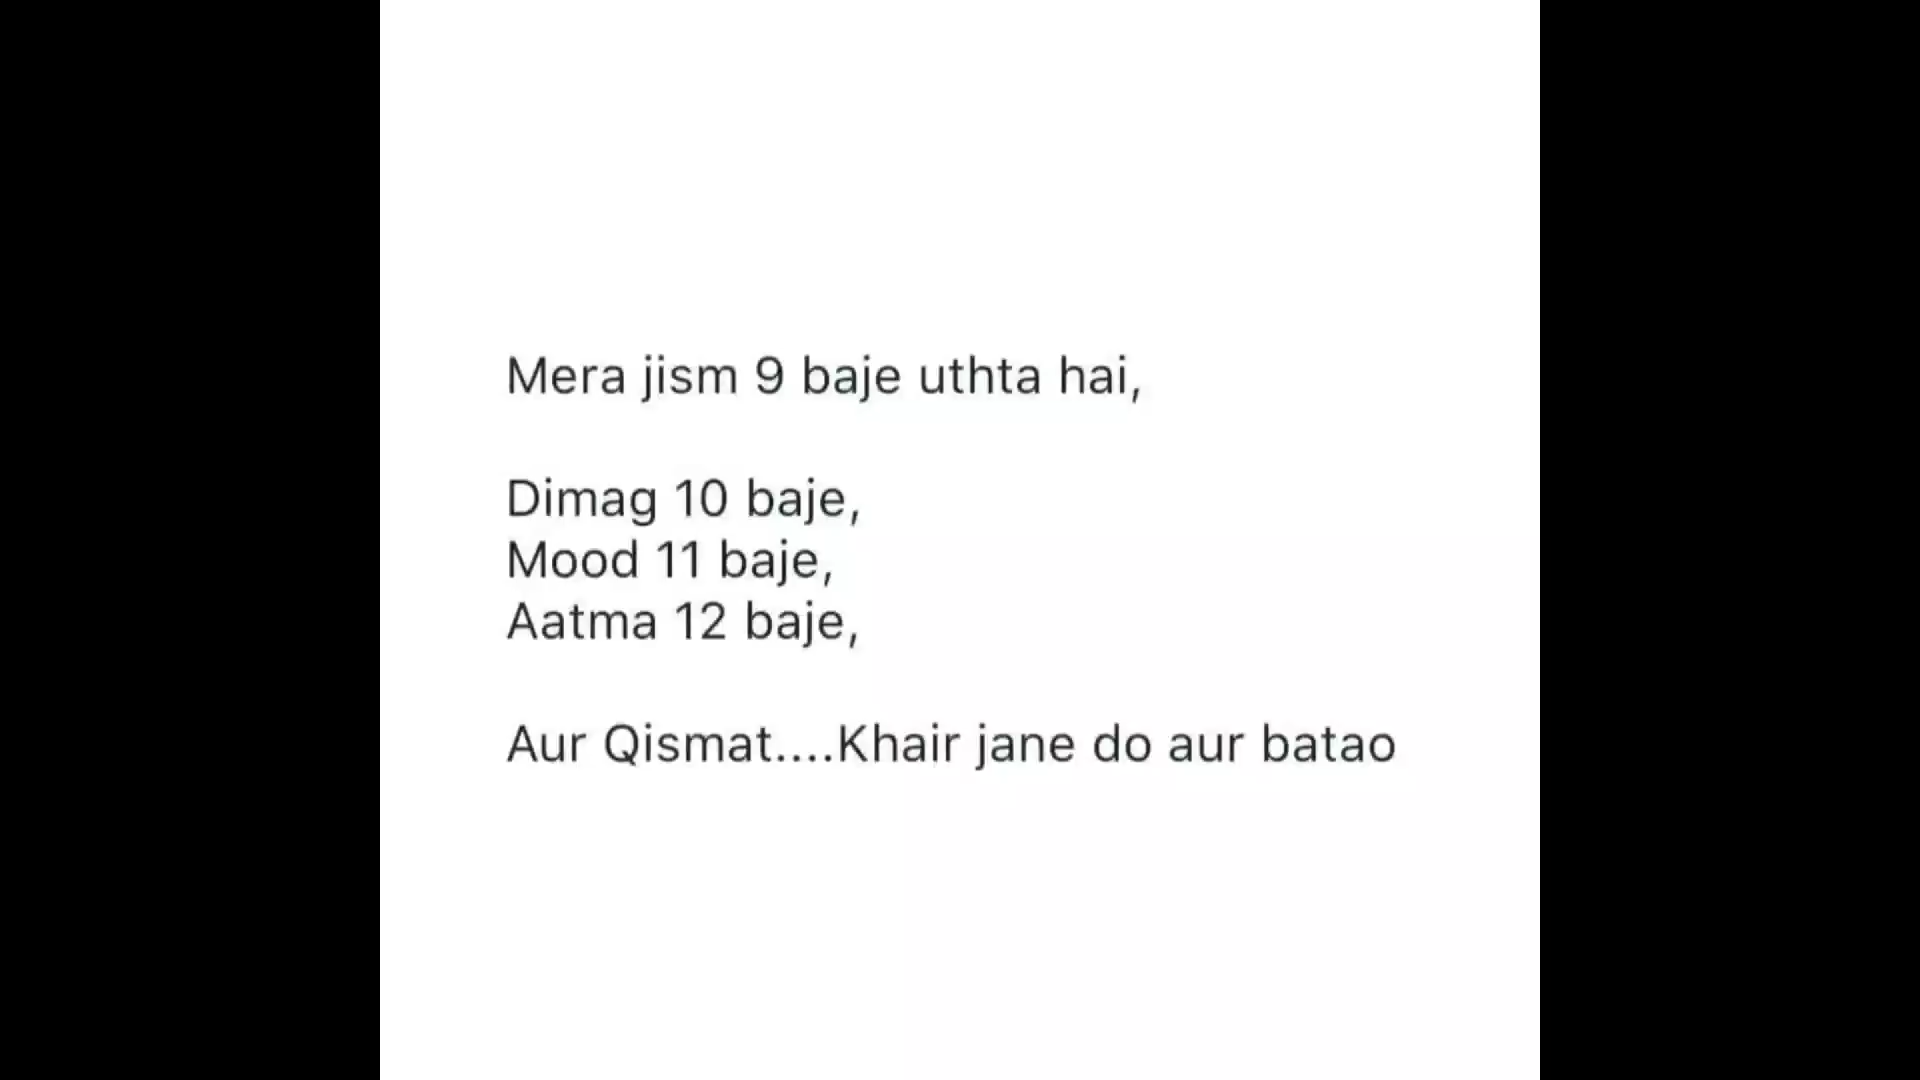 Mera jism 9 baje uthta hai,
Dimag 10 baje,
Mood 11 baje,
Aatma 12 baje,
Aur Qismat....Khair jane do aur batao